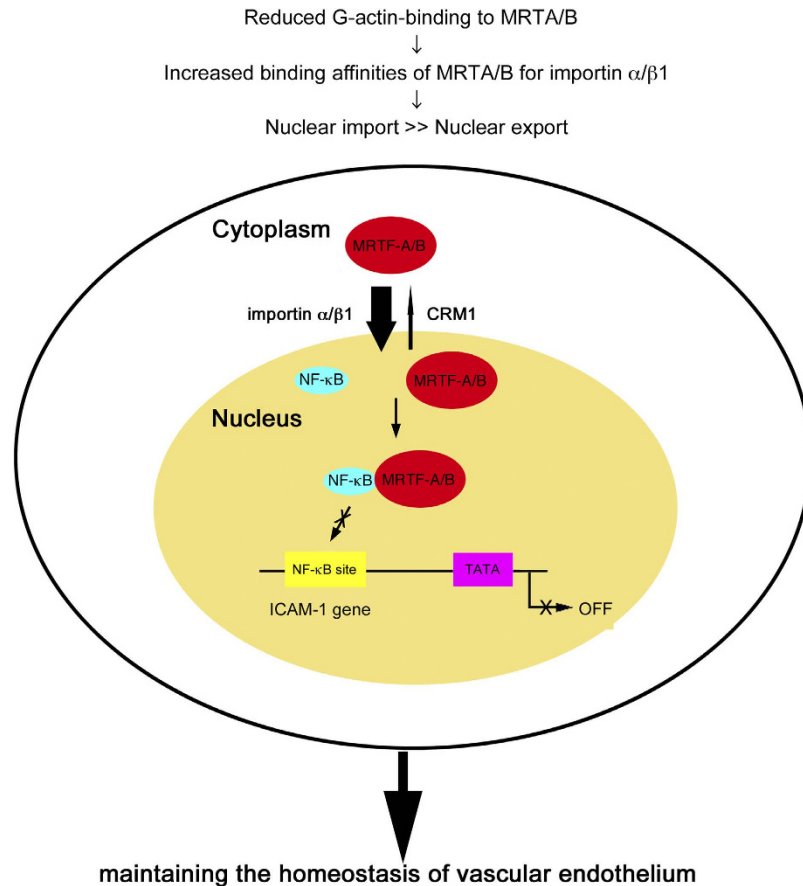 Reduced G-actin-binding to MRTA/B
↓
Increased binding affinities of MRTA/B for importin α/β1
↓
Nuclear import >> Nuclear export
Cytoplasm
MRTF-A/B
importin α/β1
CRM1
NF-κB
MRTF-A/B
Nucleus
NF-κB
MRTF-A/B
NF-κB site
TATA
ICAM-1 gene
OFF
maintaining the homeostasis of vascular endothelium